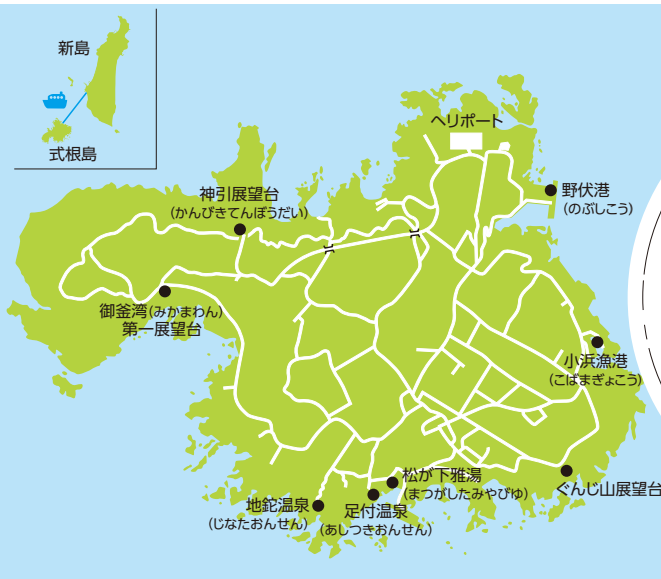 新島
式根島
ヘリポート
野伏港
(のぶしこう)
神引展望台
(かんびきてんぼうだい)
御釜湾(みかまわん)
第一展望台
小浜漁港
(こばまぎょこう)
松が下雅湯
(まつがしたみやびゆ)
ぐんじ山展望台
地鉈温泉
(じなたおんせん)
足付温泉
(あしつきおんせん)